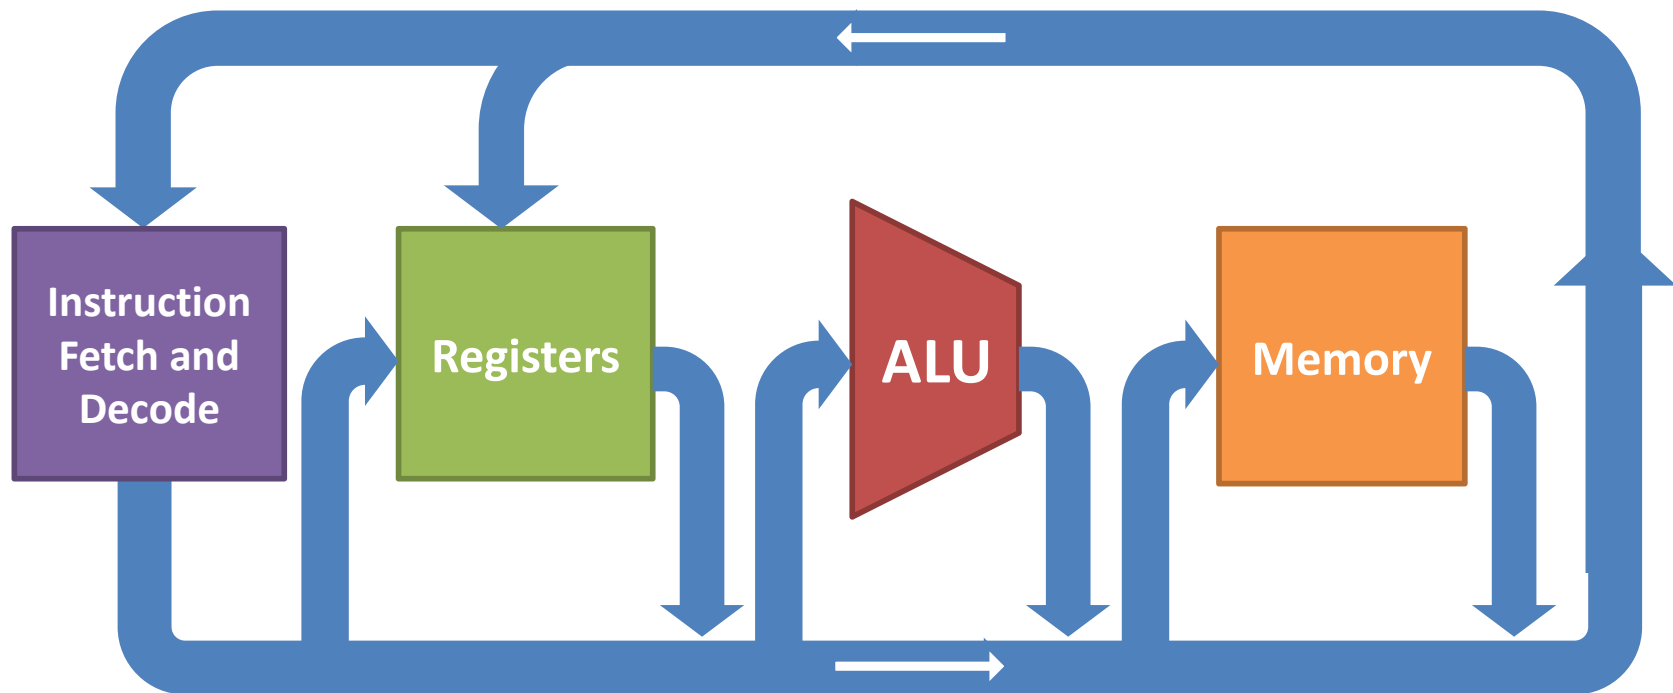 Instruction
Fetch and
Decode
Registers
ALU
Memory